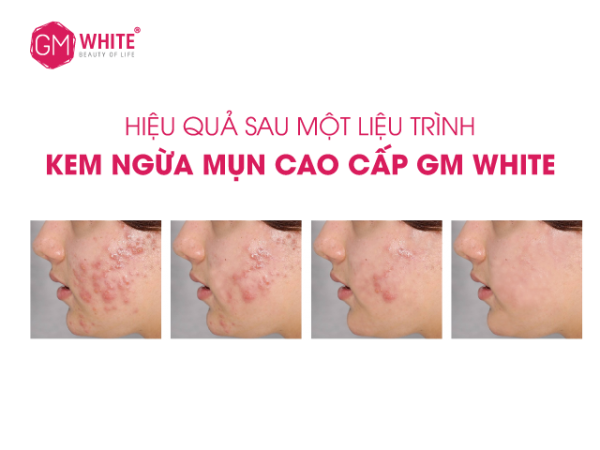 GM WHITE®
BEAUTY OF LIFE
HIỆU QUẢ SAU MỘT LIỆU TRÌNH
KEM NGỪA MỤN CAO CẤP GM WHITE